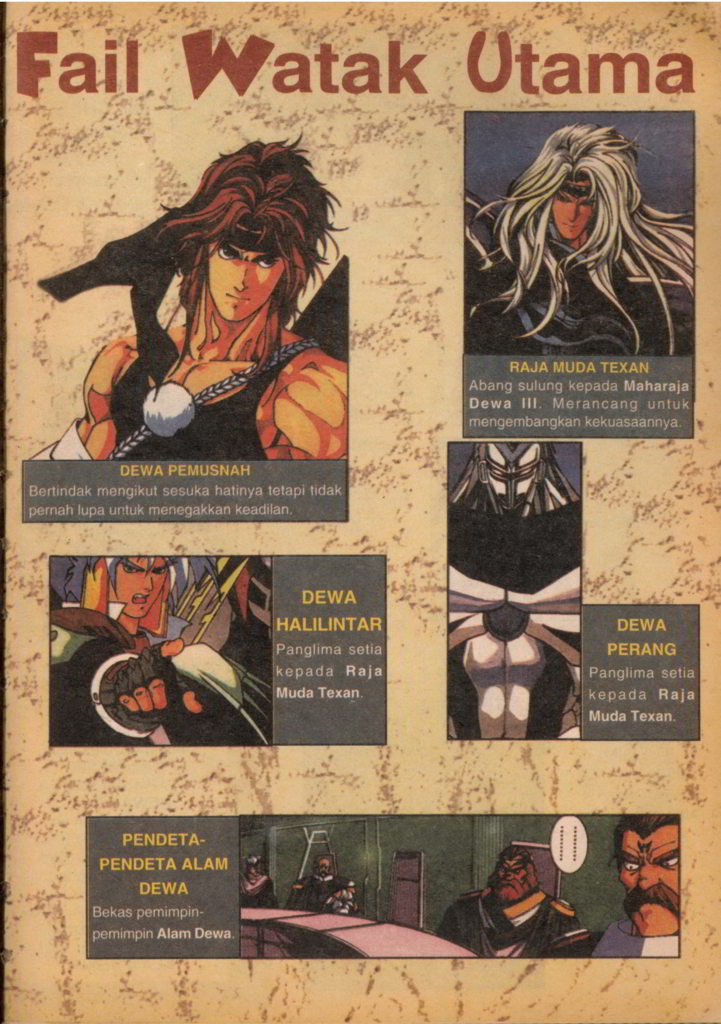 Fail Watak Utama
RAJA MUDA TEXAN
Abang sulung kepada Maharaja
Dewa III. Merancang untuk
mengembangkan kekuasaannya.
DEWA PEMUSNAH
Bertindak mengikut sesuka hatinya tetapi tidak
pernah lupa untuk menegakkan keadilan.
DEWA
HALILINTAR
Panglima setia
kepada Raja
Muda Texan.
DEWA
PERANG
Panglima setia
kepada Raja
Muda Texan.
PENDETA-
PENDETA ALAM
DEWA
Bekas pemimpin-
pemimpin Alam Dewa.
!!